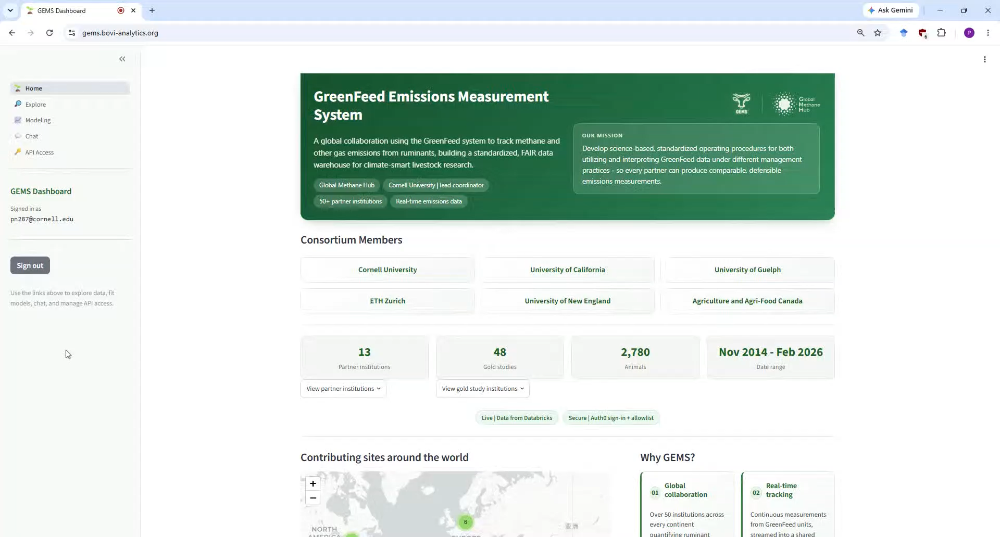 GEMS Dashboard
Ask Gemini
gems.bovi-analytics.org
6
P
Home
Explore
Modeling
Chat
API Access
GEMS Dashboard
Signed in as
pn287@cornell.edu
Sign out
Use the links above to explore data, fit
models, chat, and manage API access.
GreenFeed Emissions Measurement
System
A global collaboration using the GreenFeed system to track methane and
other gas emissions from ruminants, building a standardized, FAIR data
warehouse for climate-smart livestock research.
Global Methane Hub
Cornell University | lead coordinator
50+ partner institutions
Real-time emissions data
GEMS
Global
Methane
Hub
OUR MISSION
Develop science-based, standardized operating procedures for both
utilizing and interpreting GreenFeed data under different management
practices - so every partner can produce comparable, defensible
emissions measurements.
Consortium Members
Cornell University
University of California
University of Guelph
ETH Zurich
University of New England
Agriculture and Agri-Food Canada
13
Partner institutions
48
Gold studies
2,780
Animals
Nov 2014 - Feb 2026
Date range
View partner institutions
View gold study institutions
Live | Data from Databricks
Secure | Auth0 sign-in + allowlist
Contributing sites around the world
+
−
6
NORTH
AMERICA
EUROPE
亚洲
Why GEMS?
01
Global
collaboration
Over 50 institutions across
every continent
quantifying ruminant
02
Real-time
tracking
Continuous measurements
from GreenFeed units,
streamed into a shared